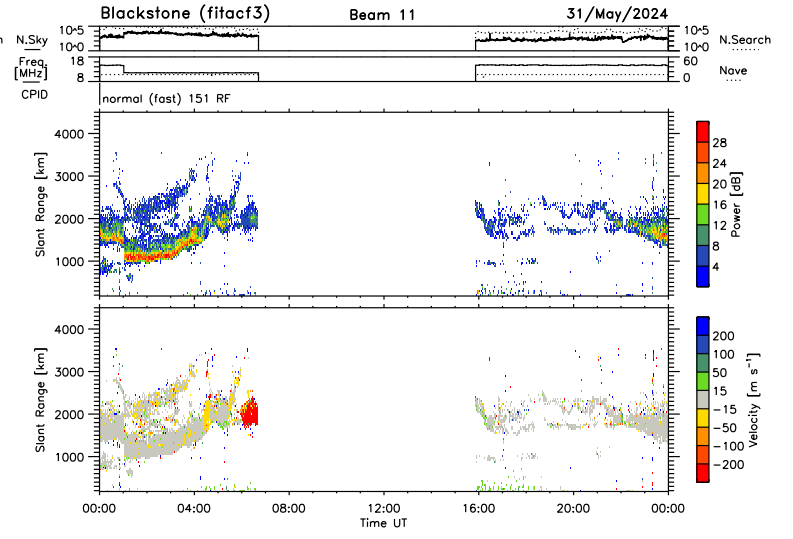 Blackstone (fitacf3)
Beam 11
31/May/2024
n
N.Sky
10^5
10^0
10^5
10^0
N.Search
Freq.
[MHz]
18
8
60
0
Nave
CPID
normal (fast) 151 RF
4000
3000
2000
1000
Slant Range [km]
28
24
20
16
12
8
4
Power [dB]
4000
3000
2000
1000
Slant Range [km]
200
100
50
15
-15
-50
-100
-200
Velocity [m s⁻¹]
00:00
04:00
08:00
12:00
16:00
20:00
00:00
Time UT